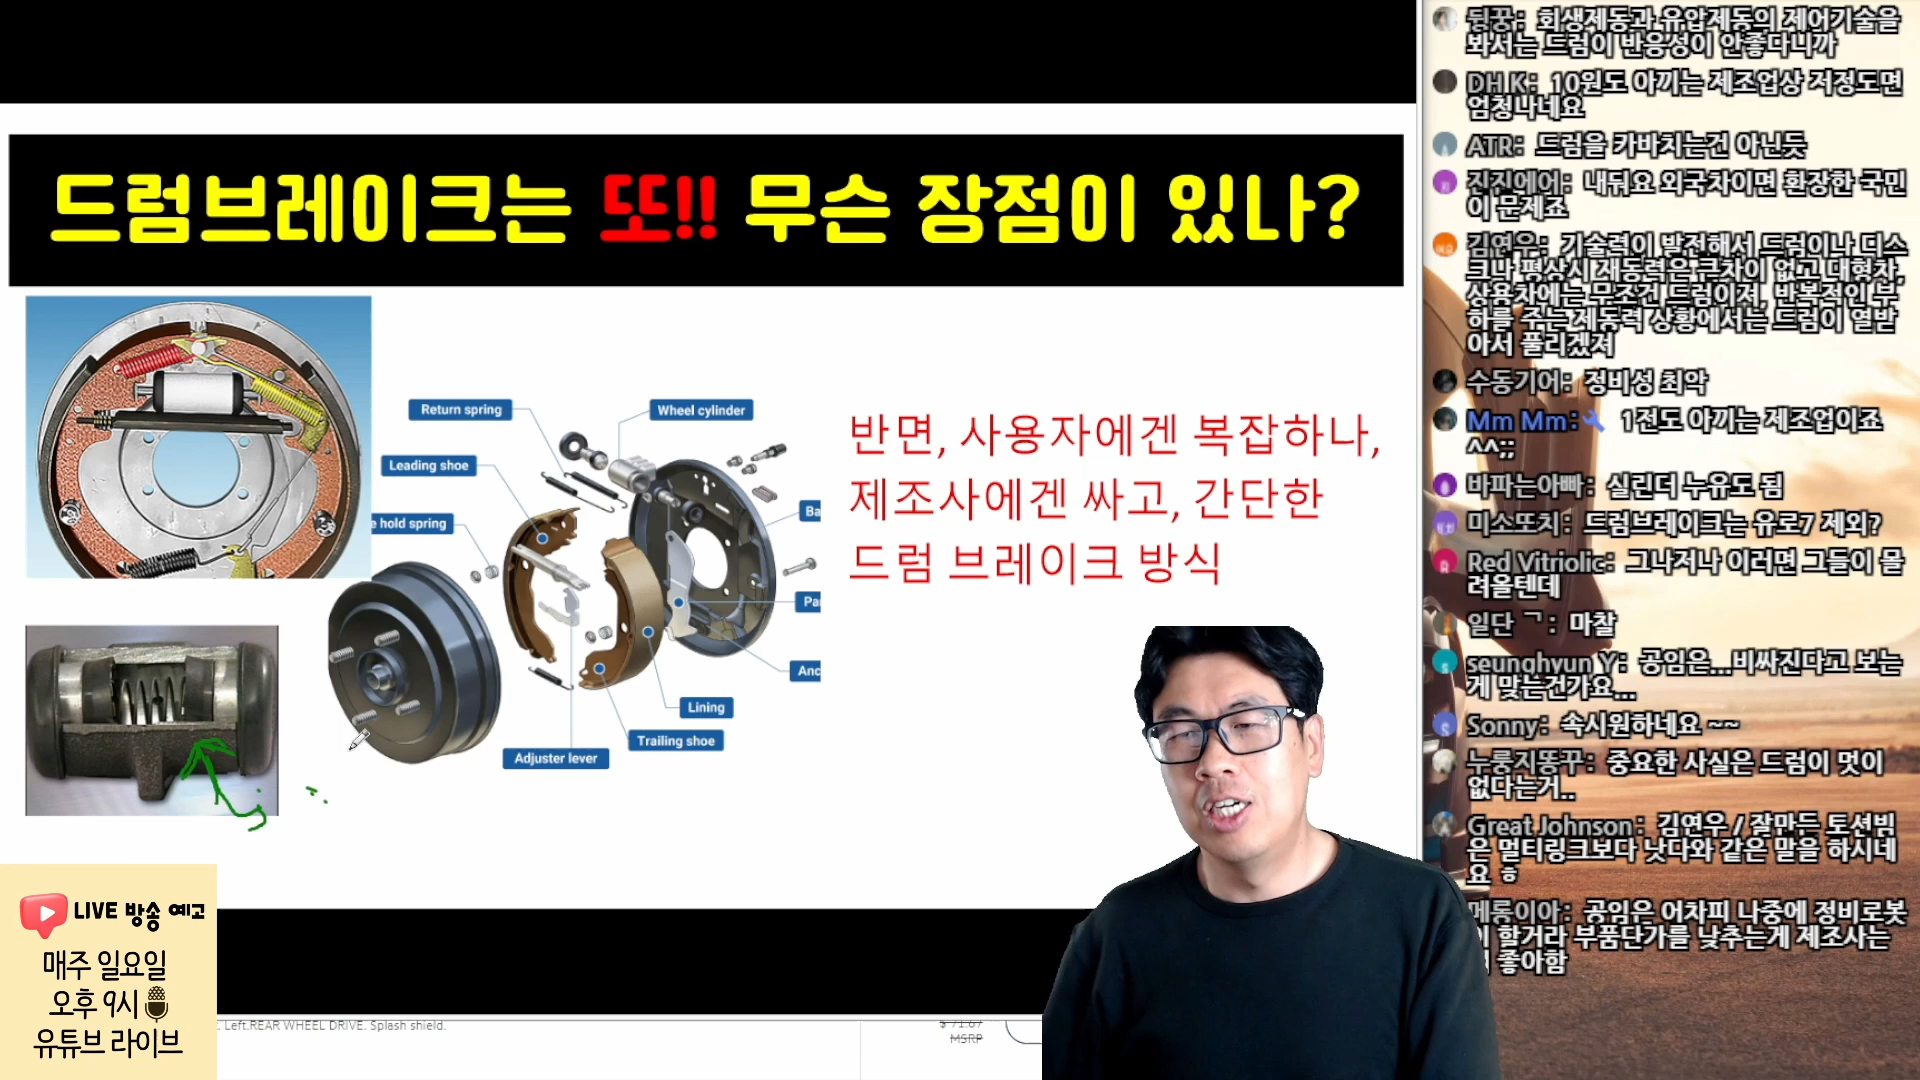 드럼브레이크는 또!! 무슨 장점이 있나?
Return spring
Wheel cylinder
Leading shoe
e hold spring
Ba
Pa
Anc
Lining
Trailing shoe
Adjuster lever
반면, 사용자에겐 복잡하나,
제조사에겐 싸고, 간단한
드럼 브레이크 방식
LIVE 방송 예고
매주 일요일
오후 9시
유튜브 라이브
Left.REAR WHEEL DRIVE. Splash shield.
$ 71.67
MSRP
뒹꿍: 회생제동과 유압제동의 제어기술을
봐서는 드럼이 반응성이 안좋다니까
DH K: 10원도 아끼는 제조업상 저정도면
엄청나네요
ATR: 드럼을 카바치는건 아닌듯
진진에어: 내둬요 외국차이면 환장한 국민
이 문제죠
김연우: 기술력이 발전해서 드럼이나 디스
크나 평상시 재동력은 큰차이 없고 대형차,
상용차에는 무조건 드럼이져, 반복적인 부
하를 주는 제동력 상황에서는 드럼이 열받
아서 풀리겠져
수동기어: 정비성 최악
Mm Mm: 1전도 아끼는 제조업이죠
^^;;
바파는아빠: 실린더 누유도 됨
미소또치: 드럼브레이크는 유로7 제외?
Red Vitriolic: 그나저나 이러면 그들이 몰
려올텐데
일단 ㄱ: 마찰
seunghyun Y: 공임은...비싸진다고 보는
게 맞는건가요...
Sonny: 속시원하네요 ~~
누룽지똥꾸: 중요한 사실은 드럼이 멋이
없다는거..
Great Johnson: 김연우 / 잘만든 토션빔
은 멀티링크보다 낫다와 같은 말을 하시네
요 ㅎ
메롱이아: 공임은 어차피 나중에 정비로봇
할거라 부품단가를 낮추는게 제조사는
좋아함